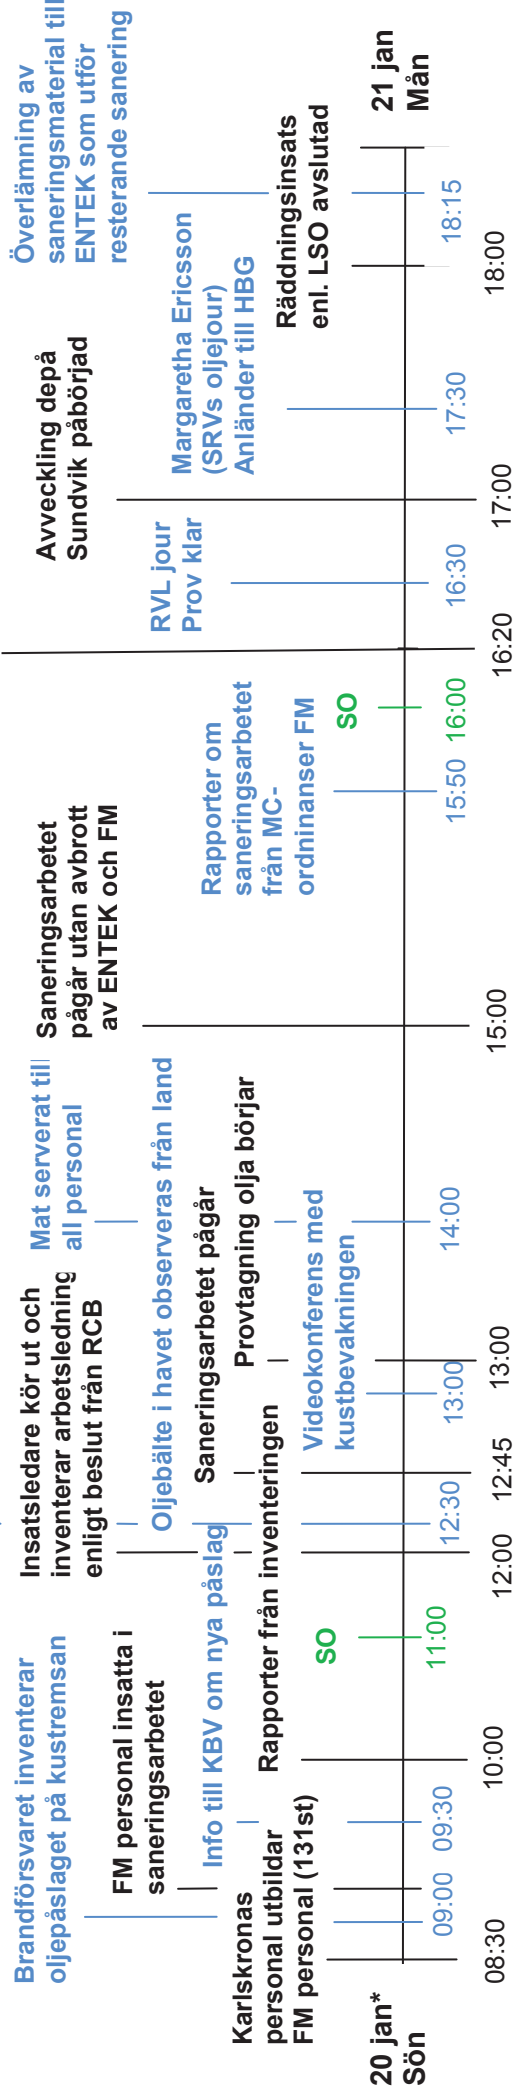 20 jan*
Sön
08:30
Karlskronas
personal utbildar
FM personal (131st)
09:00
Brandförsvaret inventerar
oljepåslaget på kustremsan
FM personal insatta i
saneringsarbetet
09:30
Info till KBV om nya påslag
10:00
Rapporter från inventeringen
11:00
SO
12:00
Insatsledare kör ut och
inventerar arbetsledning
enligt beslut från RCB
12:30
Oljebälte i havet observeras från land
12:45
Saneringsarbetet pågår
13:00
Videokonferens med
kustbevakningen
13:00
Provtagning olja börjar
14:00
Mat serverat till
all personal
15:00
Saneringsarbetet
pågår utan avbrott
av ENTEK och FM
15:50
Rapporter om
saneringsarbetet
från MC-
ordninanser FM
16:00
SO
16:20
16:30
RVL jour
Prov klar
17:00
Avveckling depå
Sundvik påbörjad
17:30
Margaretha Ericsson
(SRVs oljejour)
Anländer till HBG
18:00
Räddningsinsats
enl. LSO avslutad
18:15
Överlämning av
saneringsmaterial till
ENTEK som utför
resterande sanering
21 jan
Mån